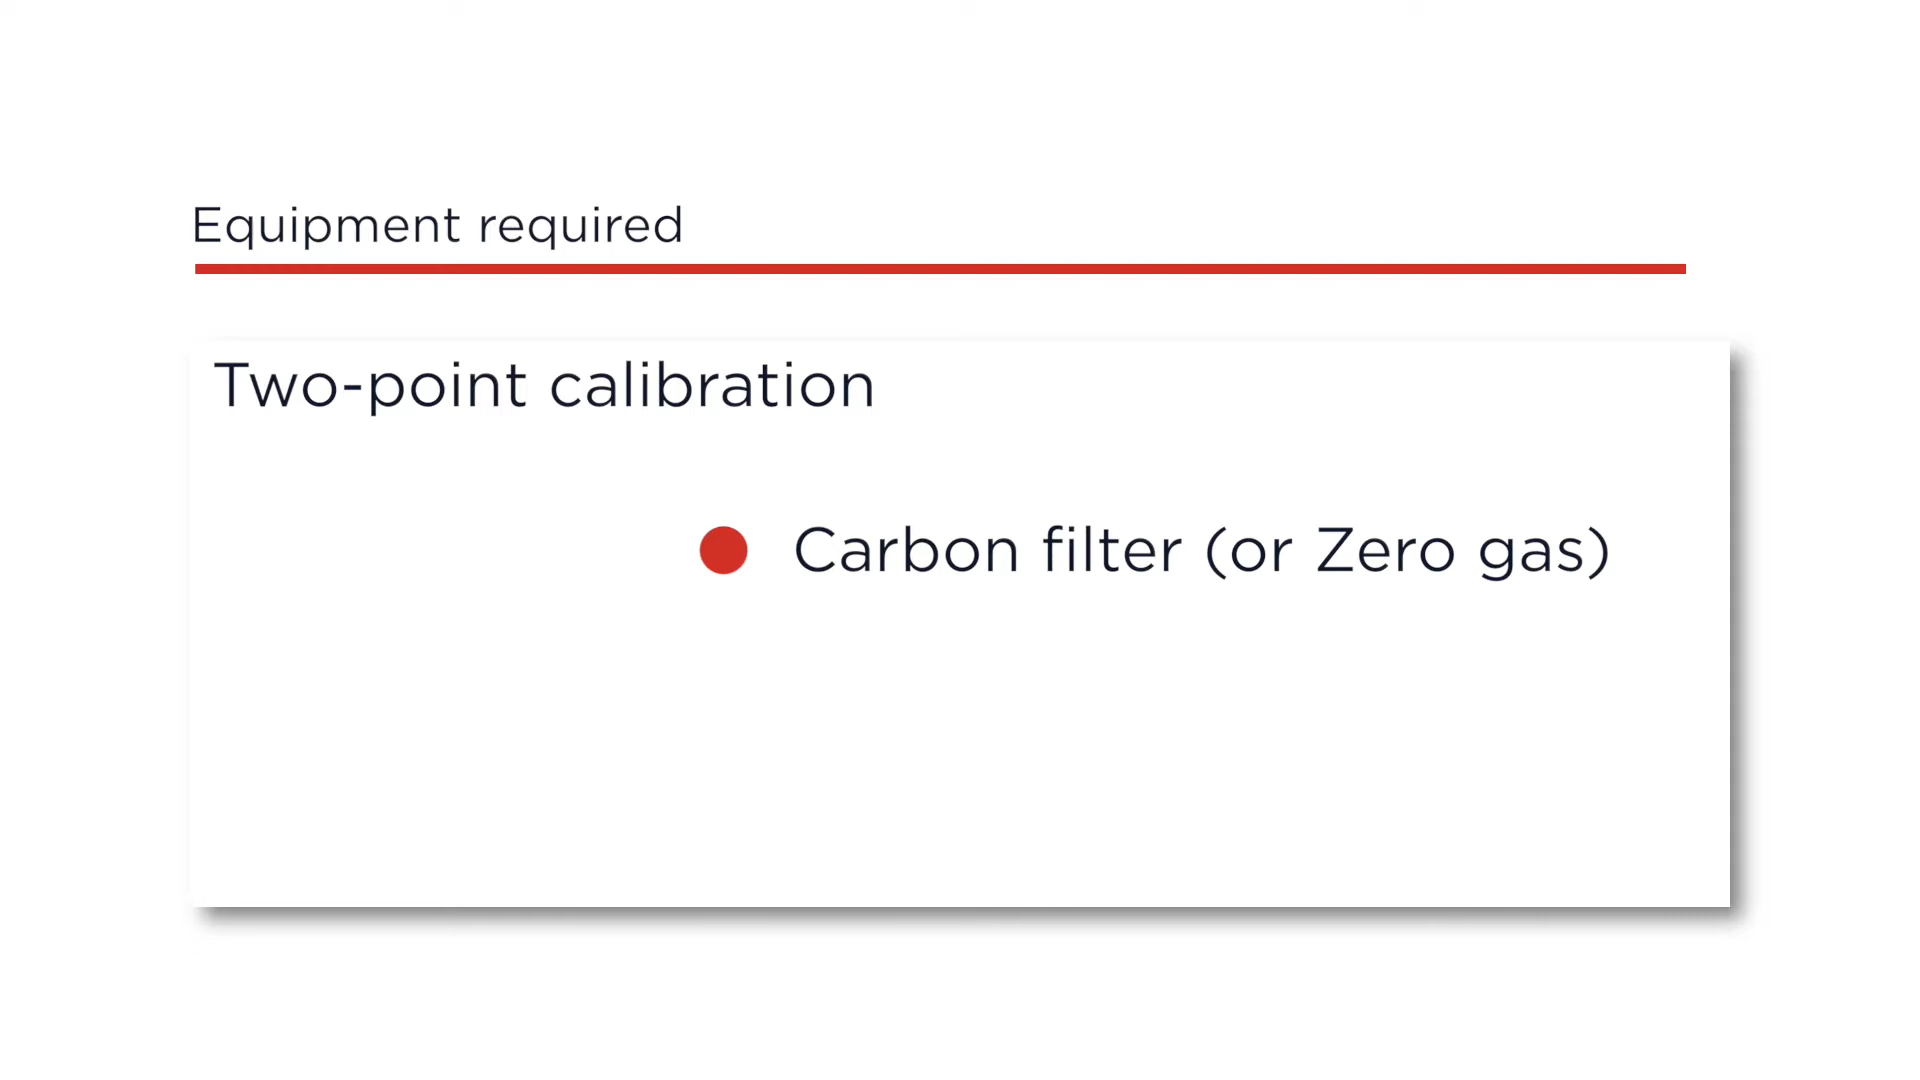 Equipment required
Two-point calibration
Carbon filter (or Zero gas)